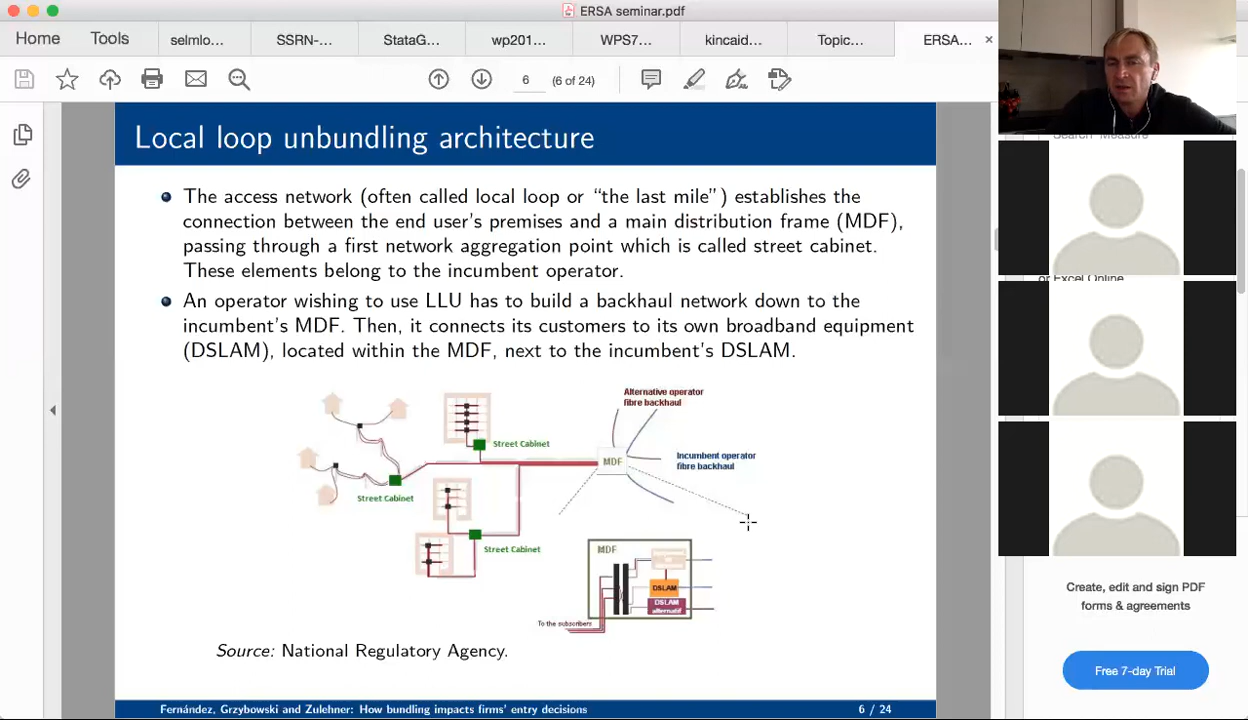 ERSA seminar.pdf
Home Tools selmlo... SSRN-... StataG... wp201... WPS7... kincaid... Topic... ERSA... ×
6 (6 of 24)
Local loop unbundling architecture
The access network (often called local loop or “the last mile”) establishes the
connection between the end user's premises and a main distribution frame (MDF),
passing through a first network aggregation point which is called street cabinet.
These elements belong to the incumbent operator.
An operator wishing to use LLU has to build a backhaul network down to the
incumbent's MDF. Then, it connects its customers to its own broadband equipment
(DSLAM), located within the MDF, next to the incumbent's DSLAM.
Alternative operator
fibre backhaul
Street Cabinet
MDF
Incumbent operator
fibre backhaul
Street Cabinet
Street Cabinet
MDF
DSLAM
DSLAM
alternatif
To the subscribers
Source: National Regulatory Agency.
Fernández, Grzybowski and Zulehner: How bundling impacts firms' entry decisions
6 / 24
or Excel Online
Create, edit and sign PDF
forms & agreements
Free 7-day Trial